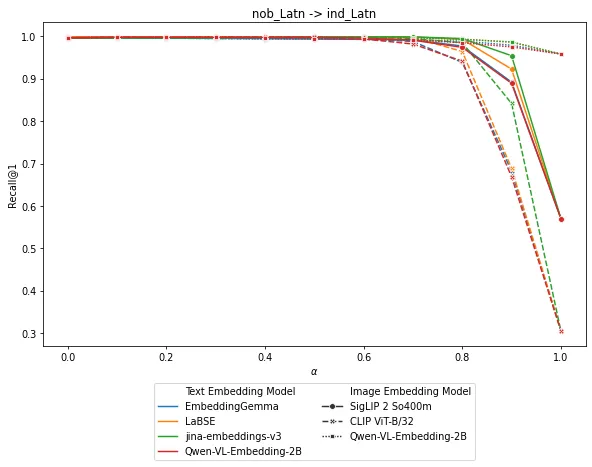 nob_Latn -> ind_Latn
1.0
0.9
0.8
0.7
0.6
0.5
0.4
0.3
Recall@1
0.0 0.2 0.4 0.6 0.8 1.0
α
Text Embedding Model Image Embedding Model
EmbeddingGemma SigLIP 2 So400m
LaBSE CLIP ViT-B/32
jina-embeddings-v3 Qwen-VL-Embedding-2B
Qwen-VL-Embedding-2B